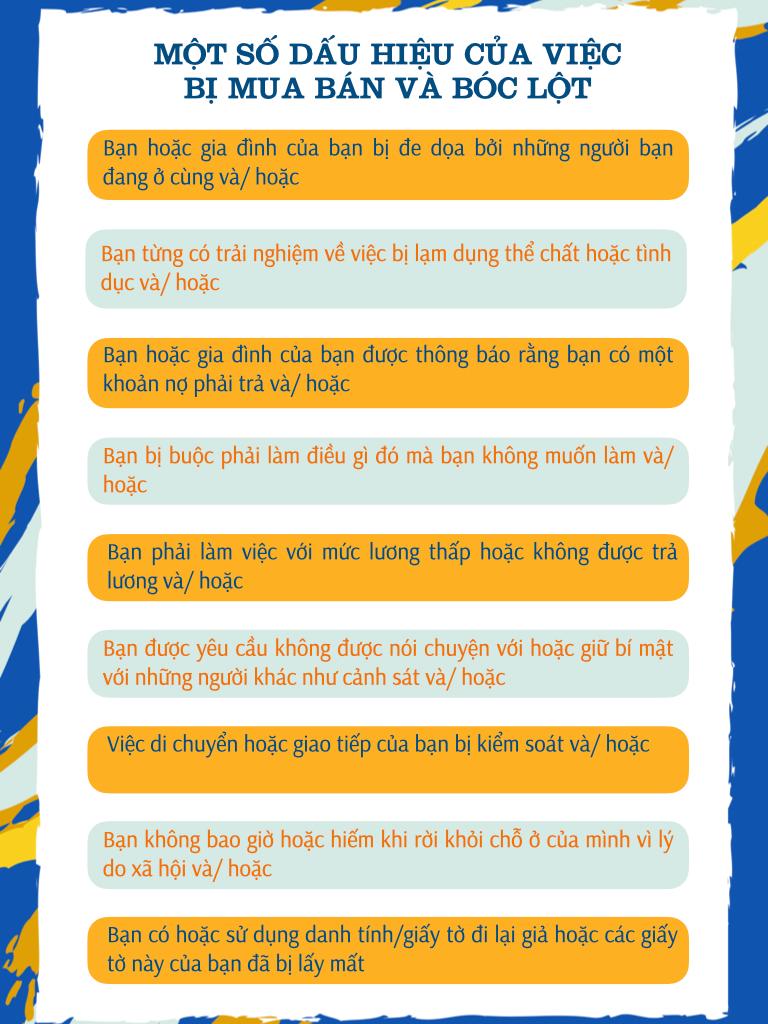 MỘT SỐ DẤU HIỆU CỦA VIỆC
BỊ MUA BÁN VÀ BÓC LỘT
Bạn hoặc gia đình của bạn bị đe dọa bởi những người bạn
đang ở cùng và/ hoặc
Bạn từng có trải nghiệm về việc bị lạm dụng thể chất hoặc tình
dục và/ hoặc
Bạn hoặc gia đình của bạn được thông báo rằng bạn có một
khoản nợ phải trả và/ hoặc
Bạn bị buộc phải làm điều gì đó mà bạn không muốn làm và/
hoặc
Bạn phải làm việc với mức lương thấp hoặc không được trả
lương và/ hoặc
Bạn được yêu cầu không được nói chuyện với hoặc giữ bí mật
với những người khác như cảnh sát và/ hoặc
Việc di chuyển hoặc giao tiếp của bạn bị kiểm soát và/ hoặc
Bạn không bao giờ hoặc hiếm khi rời khỏi chỗ ở của mình vì lý
do xã hội và/ hoặc
Bạn có hoặc sử dụng danh tính/giấy tờ đi lại giả hoặc các giấy
tờ này của bạn đã bị lấy mất